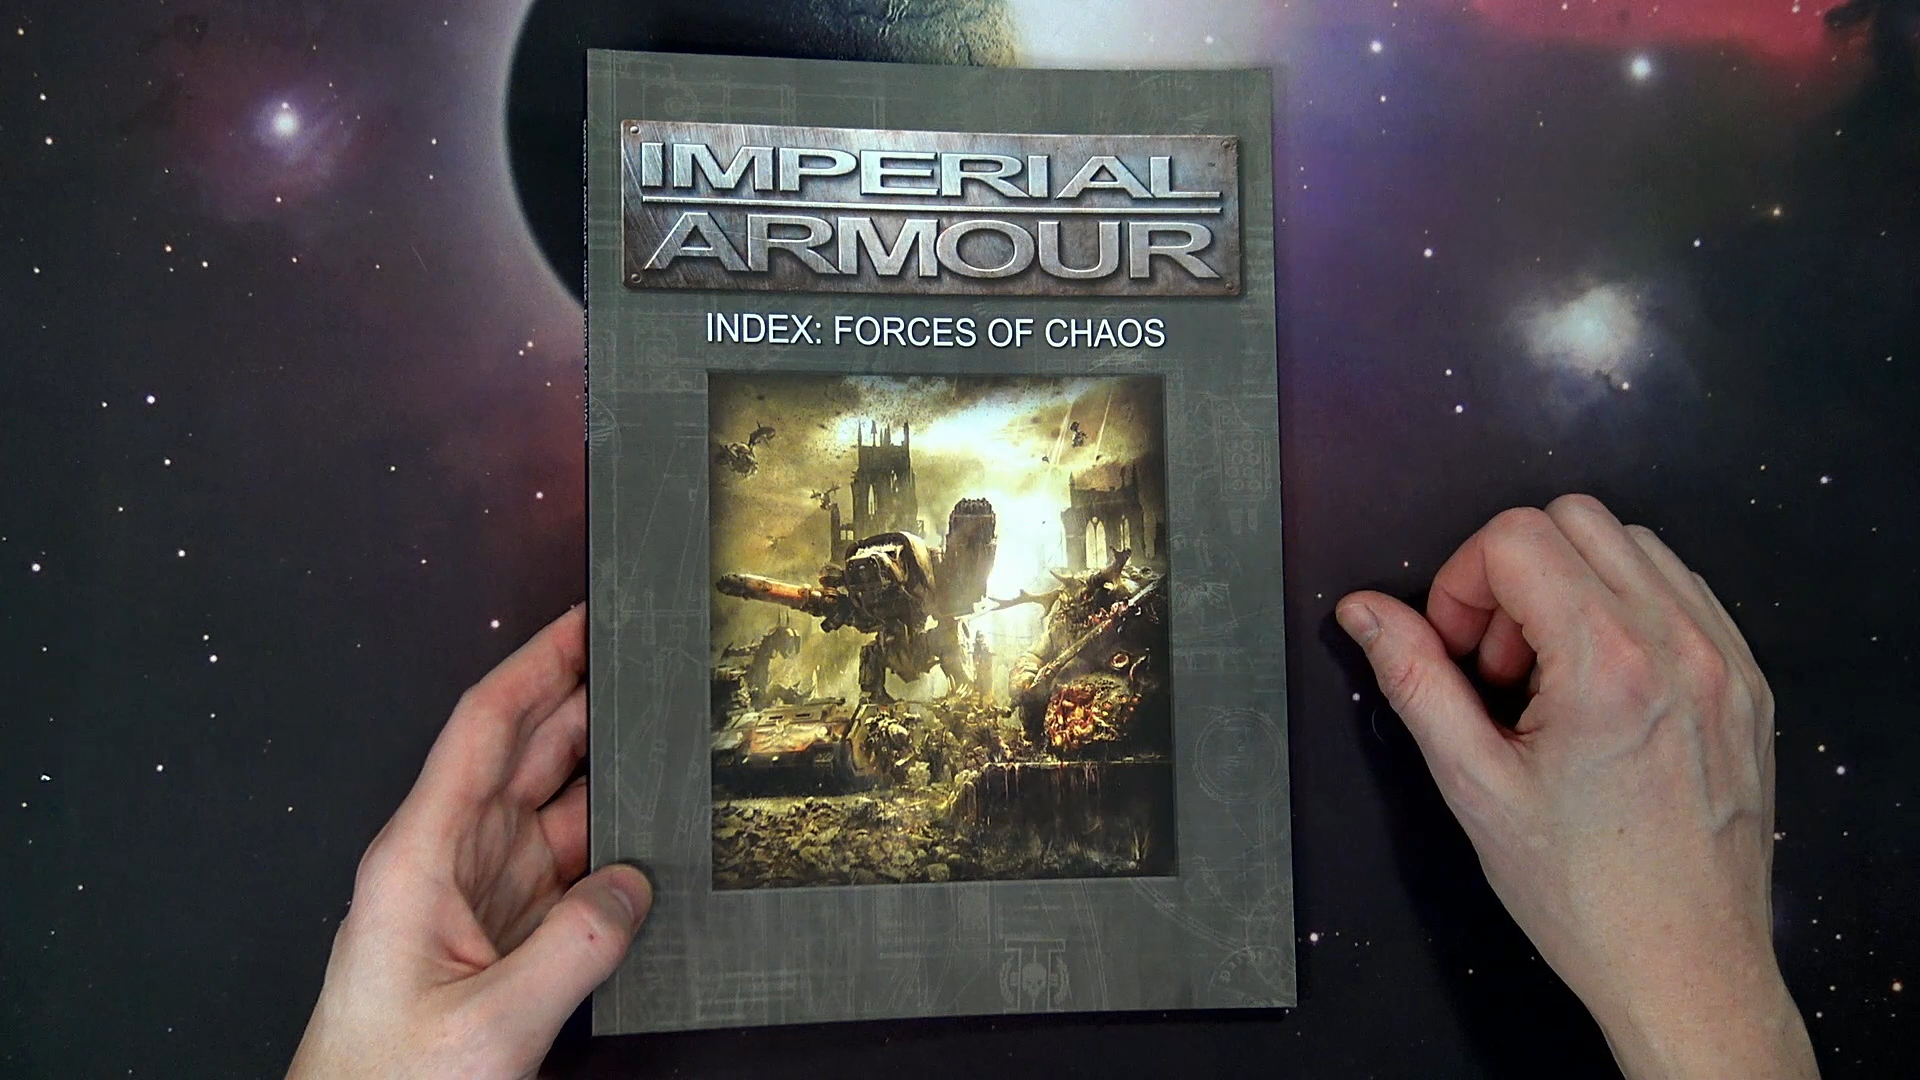 IMPERIAL
ARMOUR
INDEX: FORCES OF CHAOS